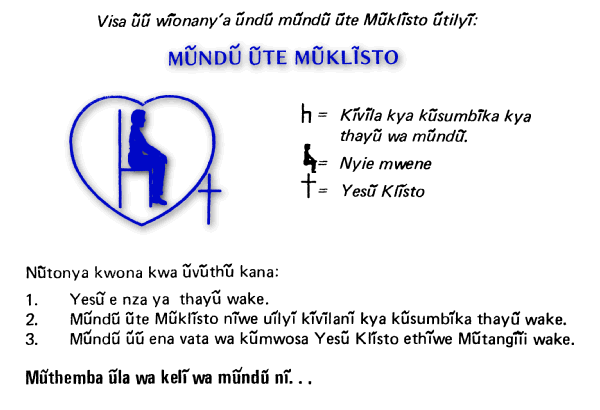 Visa ũ̃ũ̃ wĩonany'a ũndũ mũndũ ũte Mũklĩsto ũtilyĩ:
MŨNDŨ ŨTE MŨKLĨSTO
= Kĩvĩla kya kũsumbĩka kya
thayũ wa mũndũ.
= Nyie mwene
= Yesũ Klĩsto
Nũtonya kwona kwa ũvũthũ kana:
1. Yesũ e nza ya thayũ wake.
2. Mũndũ ũte Mũklĩsto nĩwe uĩlyĩ kĩvĩlanĩ kya kũsumbĩka thayũ wake.
3. Mũndũ ũũ ena vata wa kũmwosa Yesũ Klĩsto ethĩwe Mũtangĩĩi wake.
Mũthemba ũla wa kelĩ wa mũndũ nĩ. . .